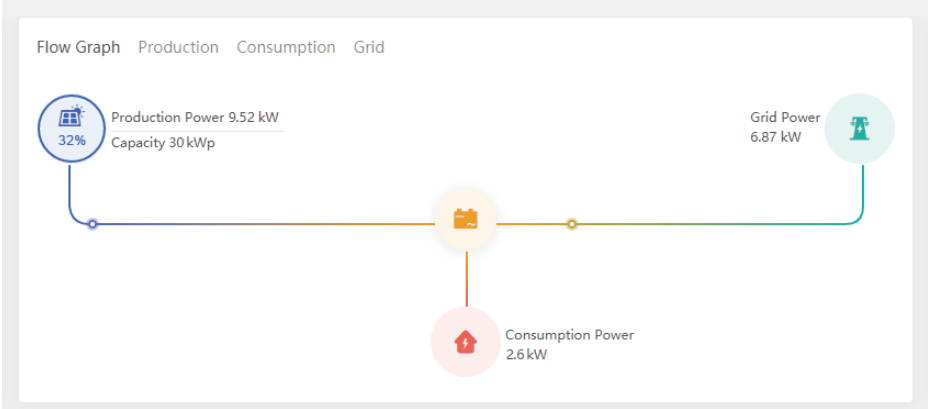 Flow Graph Production Consumption Grid
32%
Production Power 9.52 kW
Capacity 30 kWp
Grid Power
6.87 kW
Consumption Power
2.6 kW